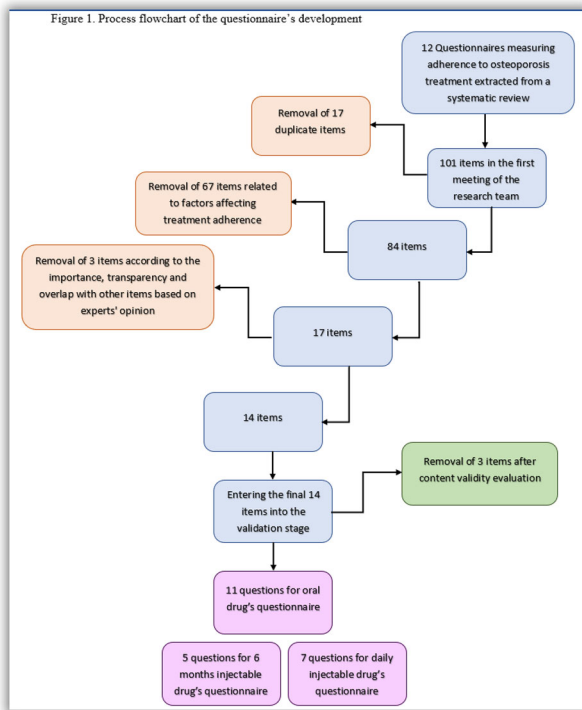 Figure 1. Process flowchart of the questionnaire's development
12 Questionnaires measuring
adherence to osteoporosis
treatment extracted from a
systematic review
Removal of 17
duplicate items
101 items in the first
meeting of the
research team
Removal of 67 items related
to factors affecting
treatment adherence
84 items
Removal of 3 items according to the
importance, transparency and
overlap with other items based on
experts' opinion
17 items
14 items
Removal of 3 items after
content validity evaluation
Entering the final 14
items into the
validation stage
11 questions for oral
drug's questionnaire
5 questions for 6
months injectable
drug's questionnaire
7 questions for daily
injectable drug's
questionnaire